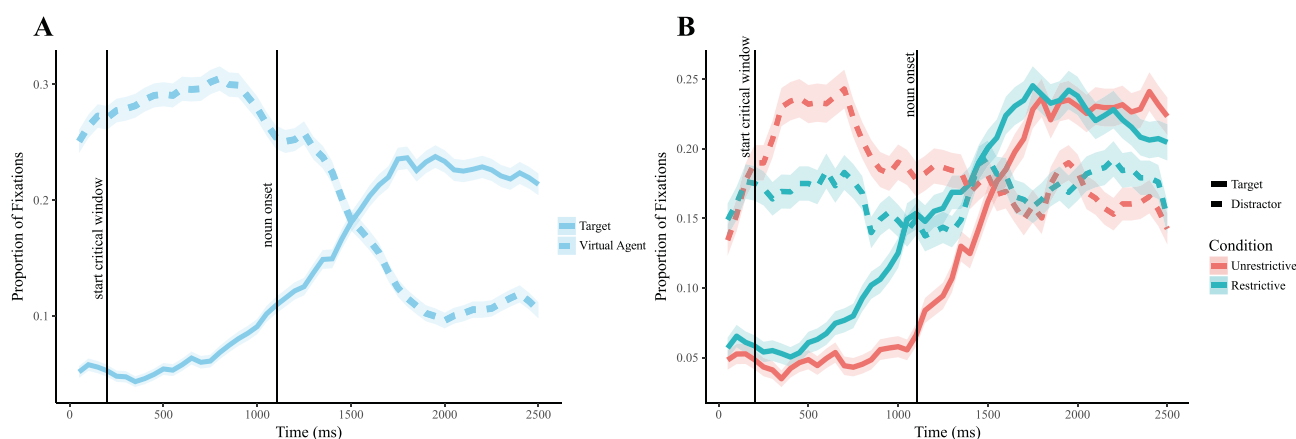 A
Proportion of Fixations
0.3
0.2
0.1
start critical window
noun onset
0
500
1000
1500
2000
2500
Time (ms)
Target
Virtual Agent
B
Proportion of Fixations
0.25
0.20
0.15
0.10
0.05
start critical window
noun onset
0
500
1000
1500
2000
2500
Time (ms)
Target
Distractor
Condition
Unrestrictive
Restrictive